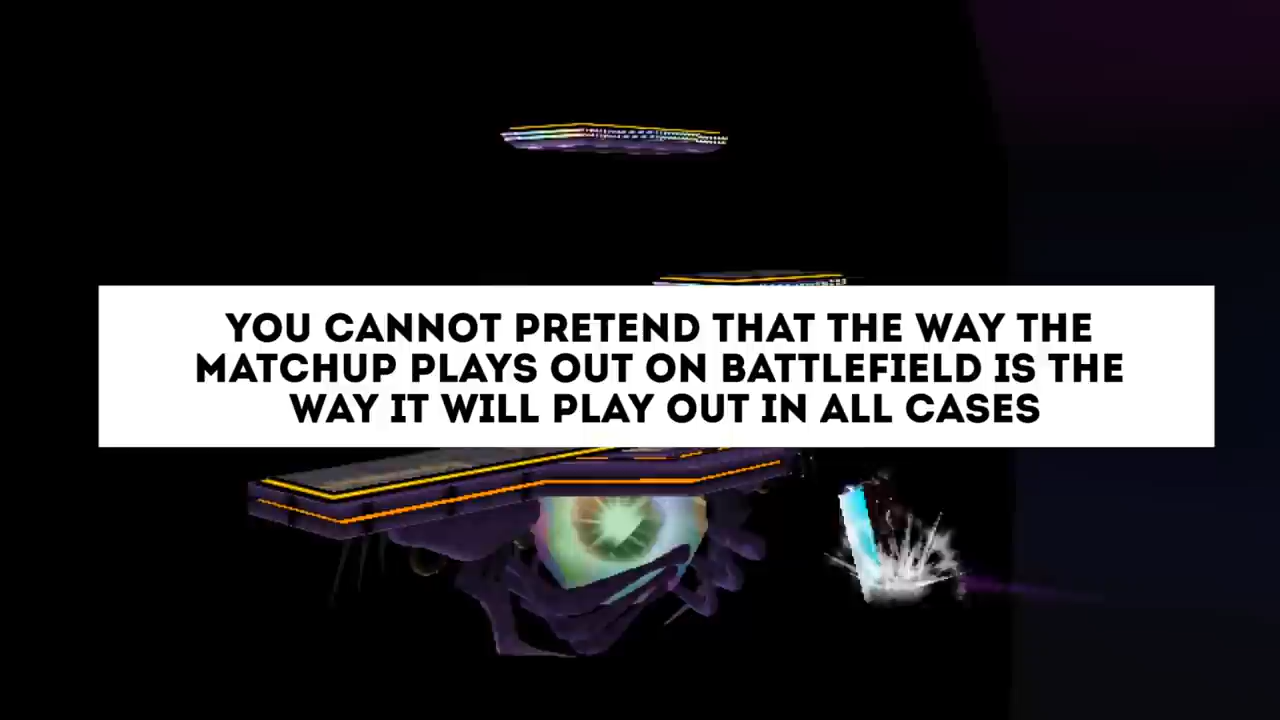 YOU CANNOT PRETEND THAT THE WAY THE
MATCHUP PLAYS OUT ON BATTLEFIELD IS THE
WAY IT WILL PLAY OUT IN ALL CASES